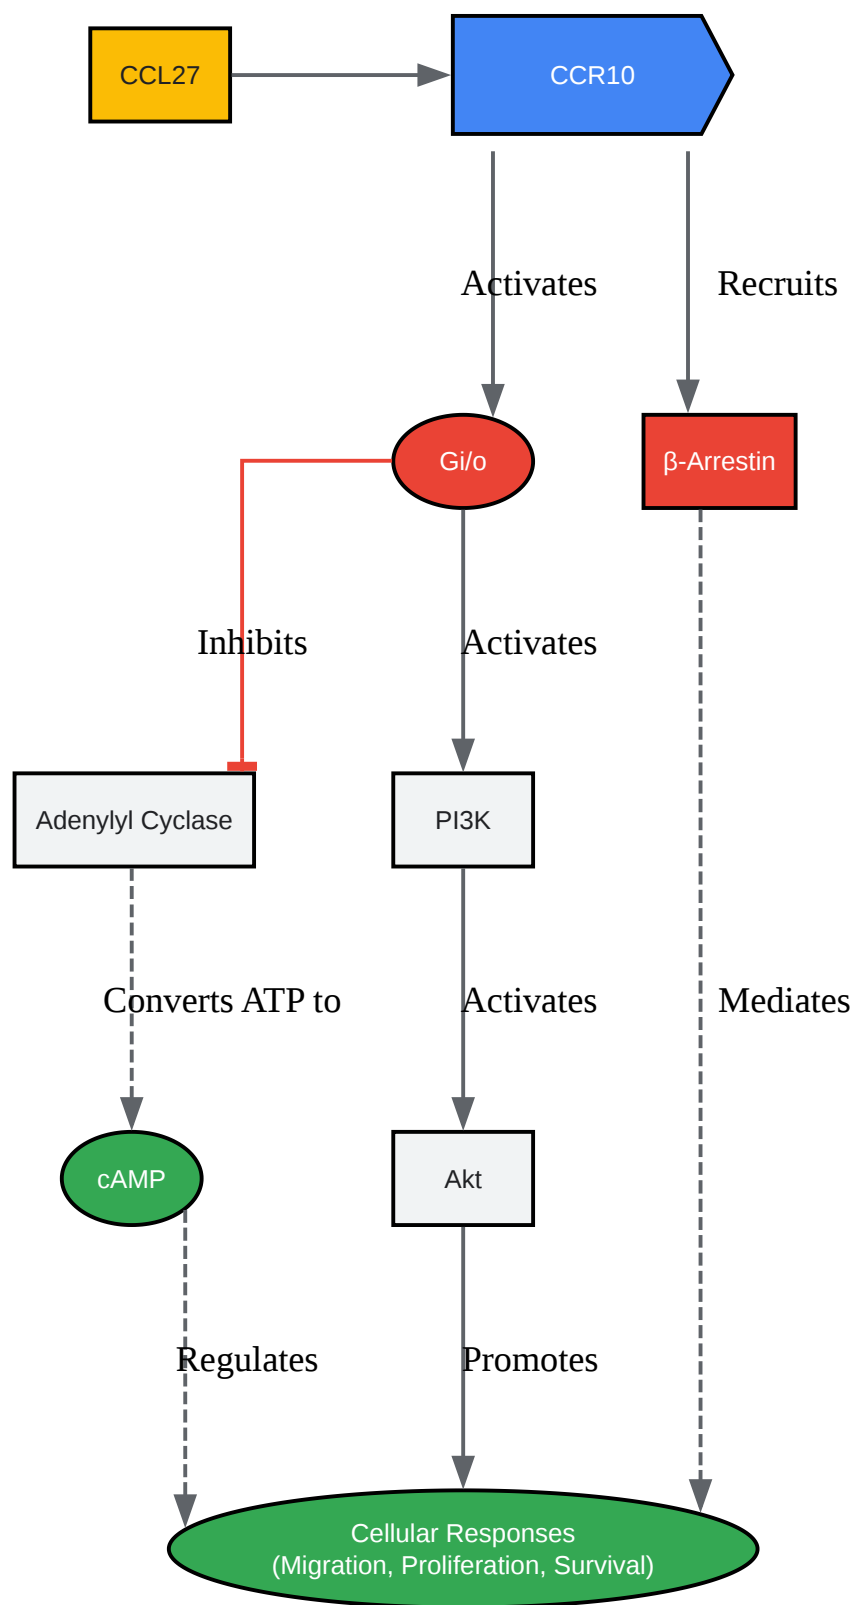 CCL27
CCR10
Activates
Recruits
Gi/o
β-Arrestin
Inhibits
Activates
Adenylyl Cyclase
PI3K
Converts ATP to
Activates
Mediates
cAMP
Akt
Regulates
Promotes
Cellular Responses
(Migration, Proliferation, Survival)